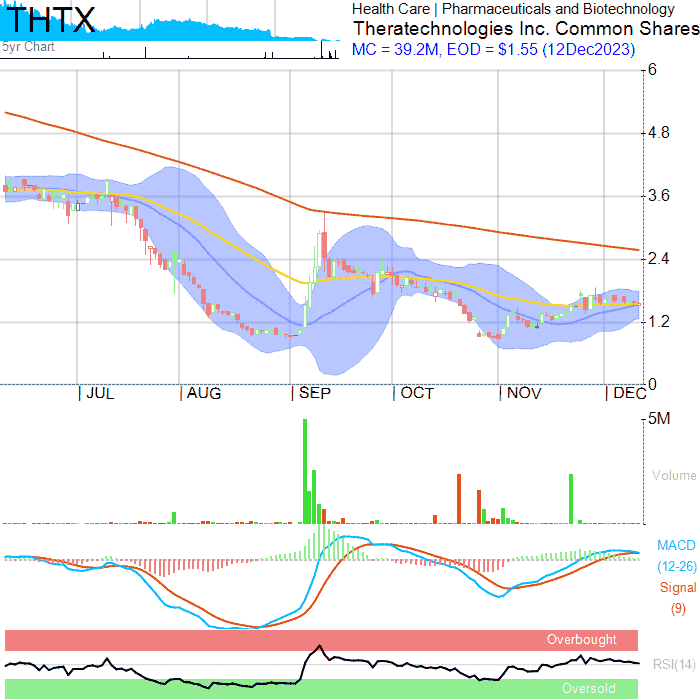 THTX
5yr Chart
Health Care | Pharmaceuticals and Biotechnology
Theratechnologies Inc. Common Shares
MC = 39.2M, EOD = $1.55 (12Dec2023)
6
4.8
3.6
2.4
1.2
0
JUL AUG SEP OCT NOV DEC
5M
Volume
MACD
(12-26)
Signal
(9)
Overbought
RSI(14)
Oversold